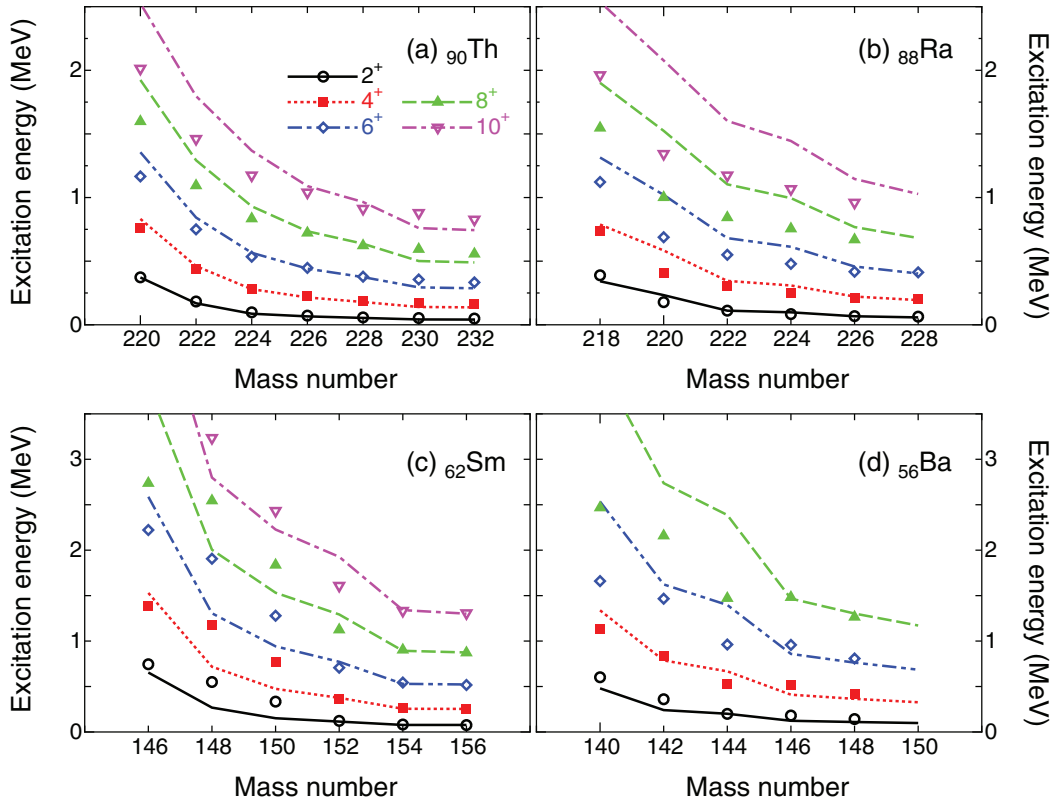 Excitation energy (MeV)
2
1
0
(a) ₉₀Th
2⁺
4⁺
6⁺
8⁺
10⁺
220 222 224 226 228 230 232
Mass number
(b) ₈₈Ra
218 220 222 224 226 228
Mass number
2
1
0
Excitation energy (MeV)
Excitation energy (MeV)
3
2
1
0
(c) ₆₂Sm
146 148 150 152 154 156
Mass number
(d) ₅₆Ba
140 142 144 146 148 150
Mass number
3
2
1
0
Excitation energy (MeV)